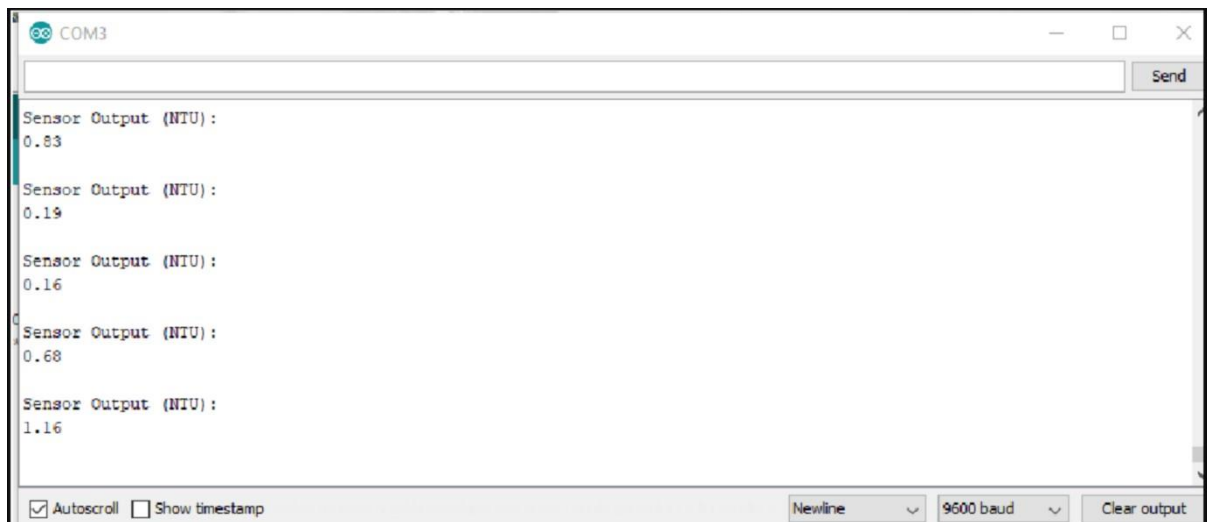 COM3
Send
Sensor Output (NTU):
0.83
Sensor Output (NTU):
0.19
Sensor Output (NTU):
0.16
Sensor Output (NTU):
0.68
Sensor Output (NTU):
1.16
Autoscroll Show timestamp Newline 9600 baud Clear output